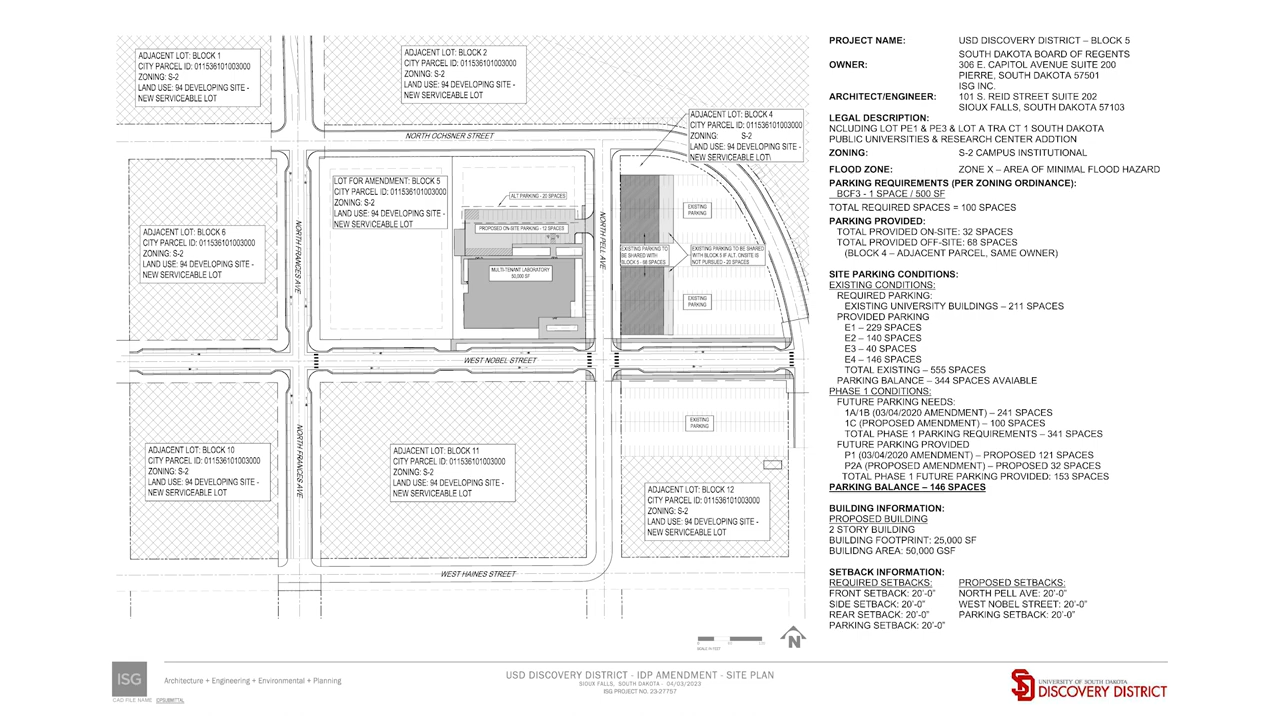 ADJACENT LOT: BLOCK 1
CITY PARCEL ID: 011536101003000
ZONING: S-2
LAND USE: 94 DEVELOPING SITE -
NEW SERVICEABLE LOT
ADJACENT LOT: BLOCK 2
CITY PARCEL ID: 011536101003000
ZONING: S-2
LAND USE: 94 DEVELOPING SITE -
NEW SERVICEABLE LOT
ADJACENT LOT: BLOCK 4
CITY PARCEL ID: 011536101003000
ZONING: S-2
LAND USE: 94 DEVELOPING SITE -
NEW SERVICEABLE LOT\
NORTH OCHSNER STREET
LOT FOR AMENDMENT: BLOCK 5
CITY PARCEL ID: 011536101003000
ZONING: S-2
LAND USE: 94 DEVELOPING SITE -
NEW SERVICEABLE LOT
ALT PARKING - 20 SPACES
PROPOSED ON-SITE PARKING - 12 SPACES
MULTI-TENANT LABORATORY
50,000 SF
NORTH FRANCES AVE
NORTH PELL AVE
EXISTING
PARKING
EXISTING PARKING TO
BE SHARED WITH
BLOCK 5 - 68 SPACES
EXISTING PARKING TO BE SHARED
WITH BLOCK 5 IF ALT. ONSITE IS
NOT PURSUED - 20 SPACES
EXISTING
PARKING
ADJACENT LOT: BLOCK 6
CITY PARCEL ID: 011536101003000
ZONING: S-2
LAND USE: 94 DEVELOPING SITE -
NEW SERVICEABLE LOT
WEST NOBEL STREET
EXISTING
PARKING
NORTH FRANCES AVE
ADJACENT LOT: BLOCK 10
CITY PARCEL ID: 011536101003000
ZONING: S-2
LAND USE: 94 DEVELOPING SITE -
NEW SERVICEABLE LOT
ADJACENT LOT: BLOCK 11
CITY PARCEL ID: 011536101003000
ZONING: S-2
LAND USE: 94 DEVELOPING SITE -
NEW SERVICEABLE LOT
ADJACENT LOT: BLOCK 12
CITY PARCEL ID: 011536101003000
ZONING: S-2
LAND USE: 94 DEVELOPING SITE -
NEW SERVICEABLE LOT
WEST HAINES STREET
SCALE IN FEET
N
PROJECT NAME: USD DISCOVERY DISTRICT – BLOCK 5
SOUTH DAKOTA BOARD OF REGENTS
OWNER: 306 E. CAPITOL AVENUE SUITE 200
PIERRE, SOUTH DAKOTA 57501
ISG INC.
ARCHITECT/ENGINEER: 101 S. REID STREET SUITE 202
SIOUX FALLS, SOUTH DAKOTA 57103
LEGAL DESCRIPTION:
NCLUDING LOT PE1 & PE3 & LOT A TRA CT 1 SOUTH DAKOTA
PUBLIC UNIVERSITIES & RESEARCH CENTER ADDTION
ZONING: S-2 CAMPUS INSTITUTIONAL
FLOOD ZONE: ZONE X – AREA OF MINIMAL FLOOD HAZARD
PARKING REQUIREMENTS (PER ZONING ORDINANCE):
BCF3 - 1 SPACE / 500 SF
TOTAL REQUIRED SPACES = 100 SPACES
PARKING PROVIDED:
TOTAL PROVIDED ON-SITE: 32 SPACES
TOTAL PROVIDED OFF-SITE: 68 SPACES
(BLOCK 4 – ADJACENT PARCEL, SAME OWNER)
SITE PARKING CONDITIONS:
EXISTING CONDITIONS:
REQUIRED PARKING:
EXISTING UNIVERSITY BUILDINGS – 211 SPACES
PROVIDED PARKING
E1 – 229 SPACES
E2 – 140 SPACES
E3 – 40 SPACES
E4 – 146 SPACES
TOTAL EXISTING – 555 SPACES
PARKING BALANCE – 344 SPACES AVAIABLE
PHASE 1 CONDITIONS:
FUTURE PARKING NEEDS:
1A/1B (03/04/2020 AMENDMENT) – 241 SPACES
1C (PROPOSED AMENDMENT) – 100 SPACES
TOTAL PHASE 1 PARKING REQUIREMENTS – 341 SPACES
FUTURE PARKING PROVIDED
P1 (03/04/2020 AMENDMENT) – PROPOSED 121 SPACES
P2A (PROPOSED AMENDMENT) – PROPOSED 32 SPACES
TOTAL PHASE 1 FUTURE PARKING PROVIDED: 153 SPACES
PARKING BALANCE – 146 SPACES
BUILDING INFORMATION:
PROPOSED BUILDING
2 STORY BUILDING
BUILDING FOOTPRINT: 25,000 SF
BUILIDNG AREA: 50,000 GSF
SETBACK INFORMATION:
REQUIRED SETBACKS: PROPOSED SETBACKS:
FRONT SETBACK: 20'-0" NORTH PELL AVE: 20'-0"
SIDE SETBACK: 20'-0" WEST NOBEL STREET: 20'-0"
REAR SETBACK: 20'-0" PARKING SETBACK: 20'-0"
PARKING SETBACK: 20'-0"
ISG
Architecture + Engineering + Environmental + Planning
CAD FILE NAME
USD DISCOVERY DISTRICT - IDP AMENDMENT - SITE PLAN
SIOUX FALLS, SOUTH DAKOTA - 04/03/2023
ISG PROJECT NO. 23-27757
UNIVERSITY OF SOUTH DAKOTA
DISCOVERY DISTRICT